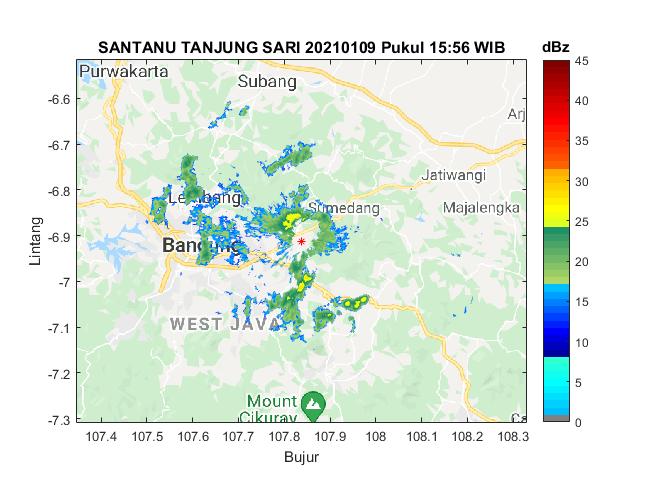 SANTANU TANJUNG SARI 20210109 Pukul 15:56 WIB
dBz
Purwakarta
Subang
Arj
Jatiwangi
Lembang
Sumedang
Majalengka
Bandung
WEST JAVA
Mount
Cikuray
-6.6
-6.7
-6.8
-6.9
-7
-7.1
-7.2
-7.3
Lintang
107.4 107.5 107.6 107.7 107.8 107.9 108 108.1 108.2 108.3
Bujur
45
40
35
30
25
20
15
10
5
0